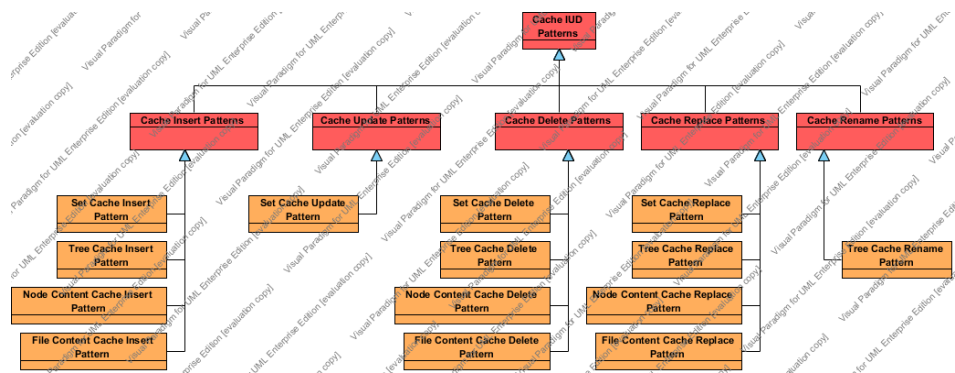 Cache IUD
Patterns
Cache Insert Patterns
Cache Update Patterns
Cache Delete Patterns
Cache Replace Patterns
Cache Rename Patterns
Set Cache Insert
Pattern
Set Cache Update
Pattern
Set Cache Delete
Pattern
Set Cache Replace
Pattern
Tree Cache Insert
Pattern
Tree Cache Delete
Pattern
Tree Cache Replace
Pattern
Tree Cache Rename
Pattern
Node Content Cache Insert
Pattern
Node Content Cache Delete
Pattern
Node Content Cache Replace
Pattern
File Content Cache Insert
Pattern
File Content Cache Delete
Pattern
File Content Cache Replace
Pattern
Visual Paradigm for UML Enterprise Edition [evaluation copy]